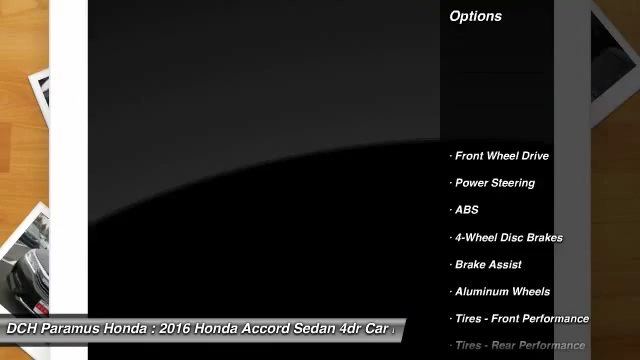 Options
· Front Wheel Drive
· Power Steering
· ABS
· 4-Wheel Disc Brakes
· Brake Assist
· Aluminum Wheels
· Tires - Front Performance
· Tires - Rear Performance
DCH Paramus Honda : 2016 Honda Accord Sedan 4dr Car